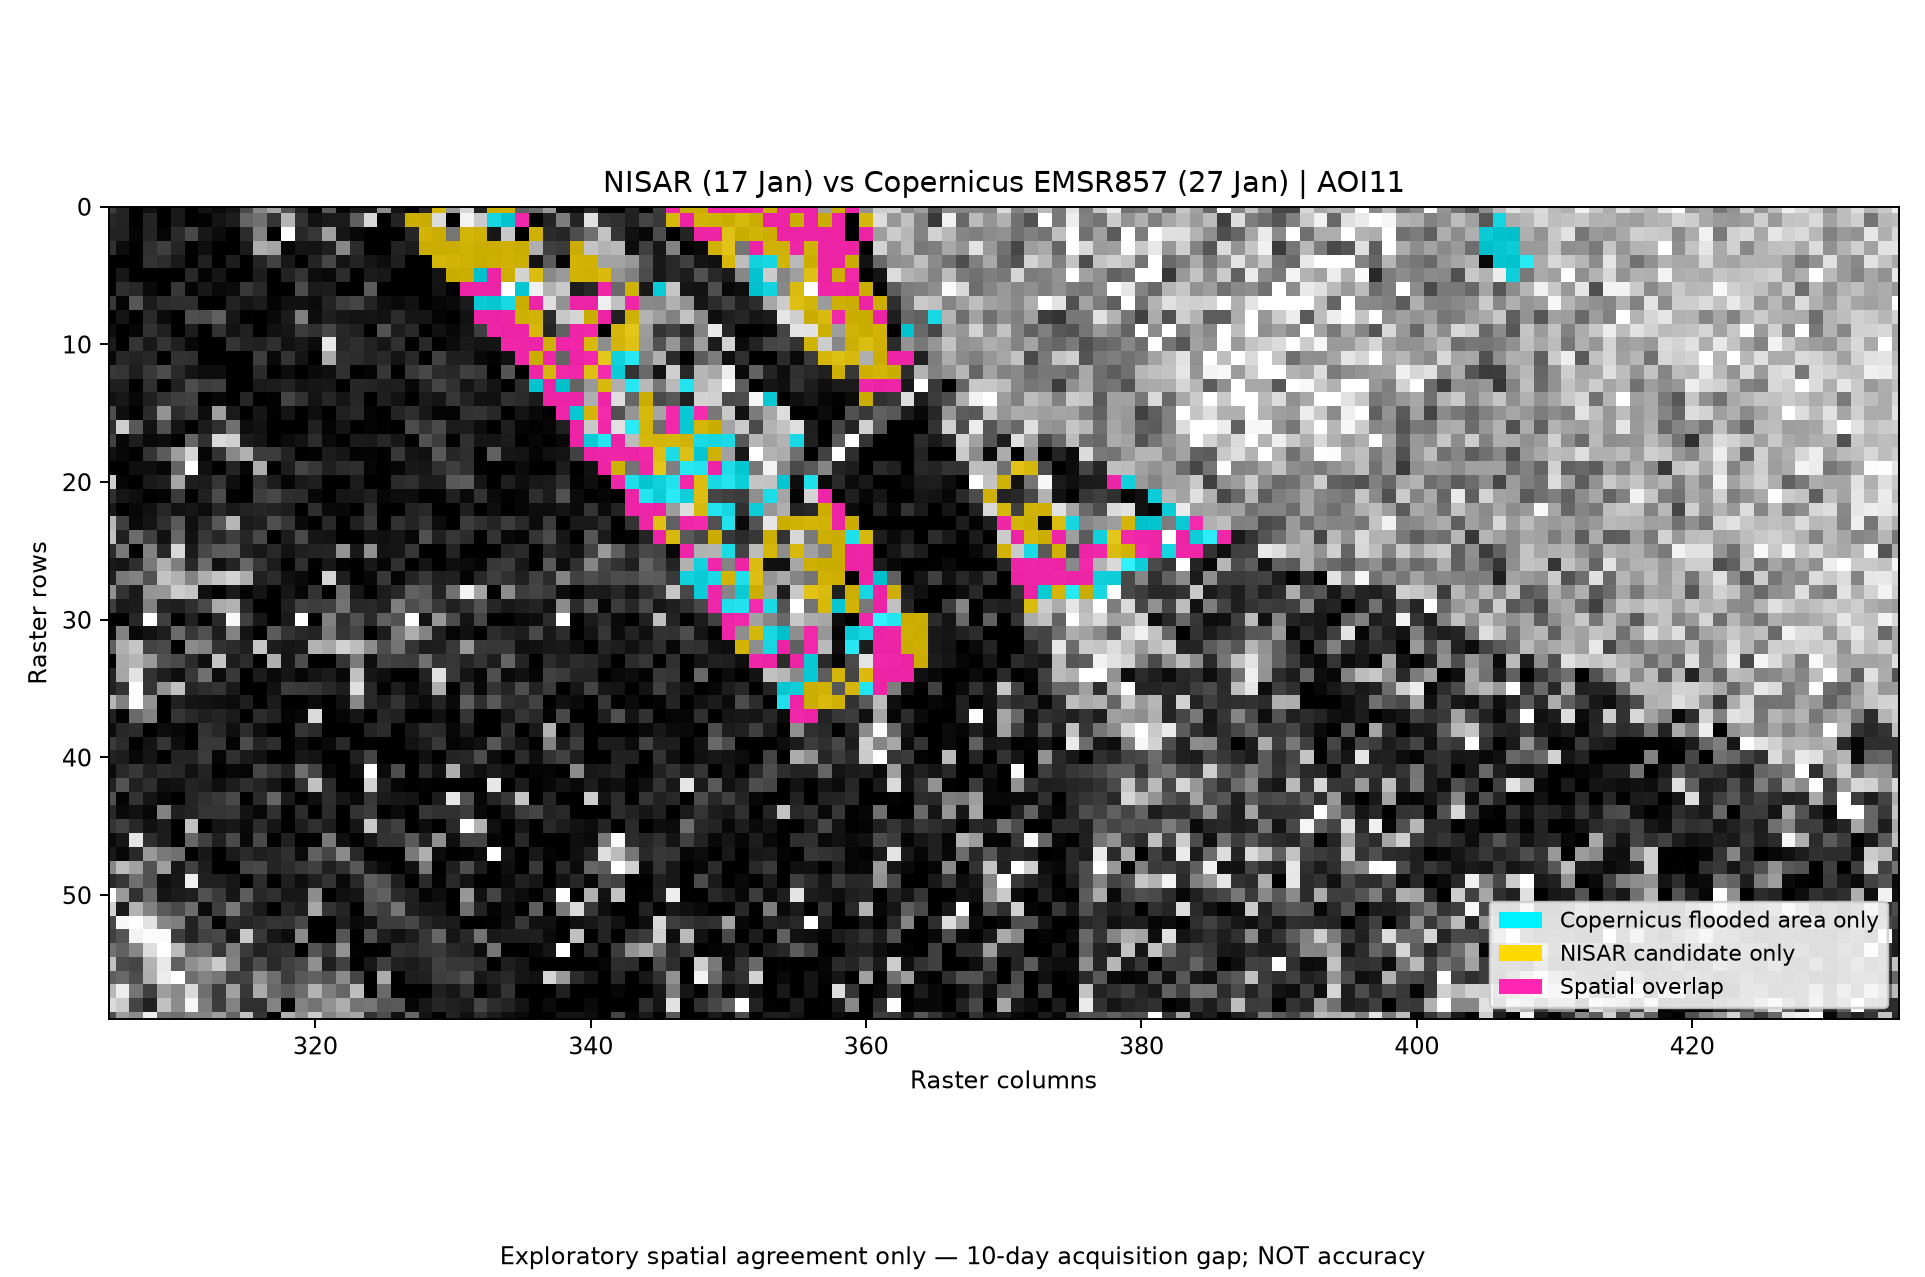 NISAR (17 Jan) vs Copernicus EMSR857 (27 Jan) | AOI11
Raster rows
0
10
20
30
40
50
320
340
360
380
400
420
Raster columns
Copernicus flooded area only
NISAR candidate only
Spatial overlap
Exploratory spatial agreement only — 10-day acquisition gap; NOT accuracy